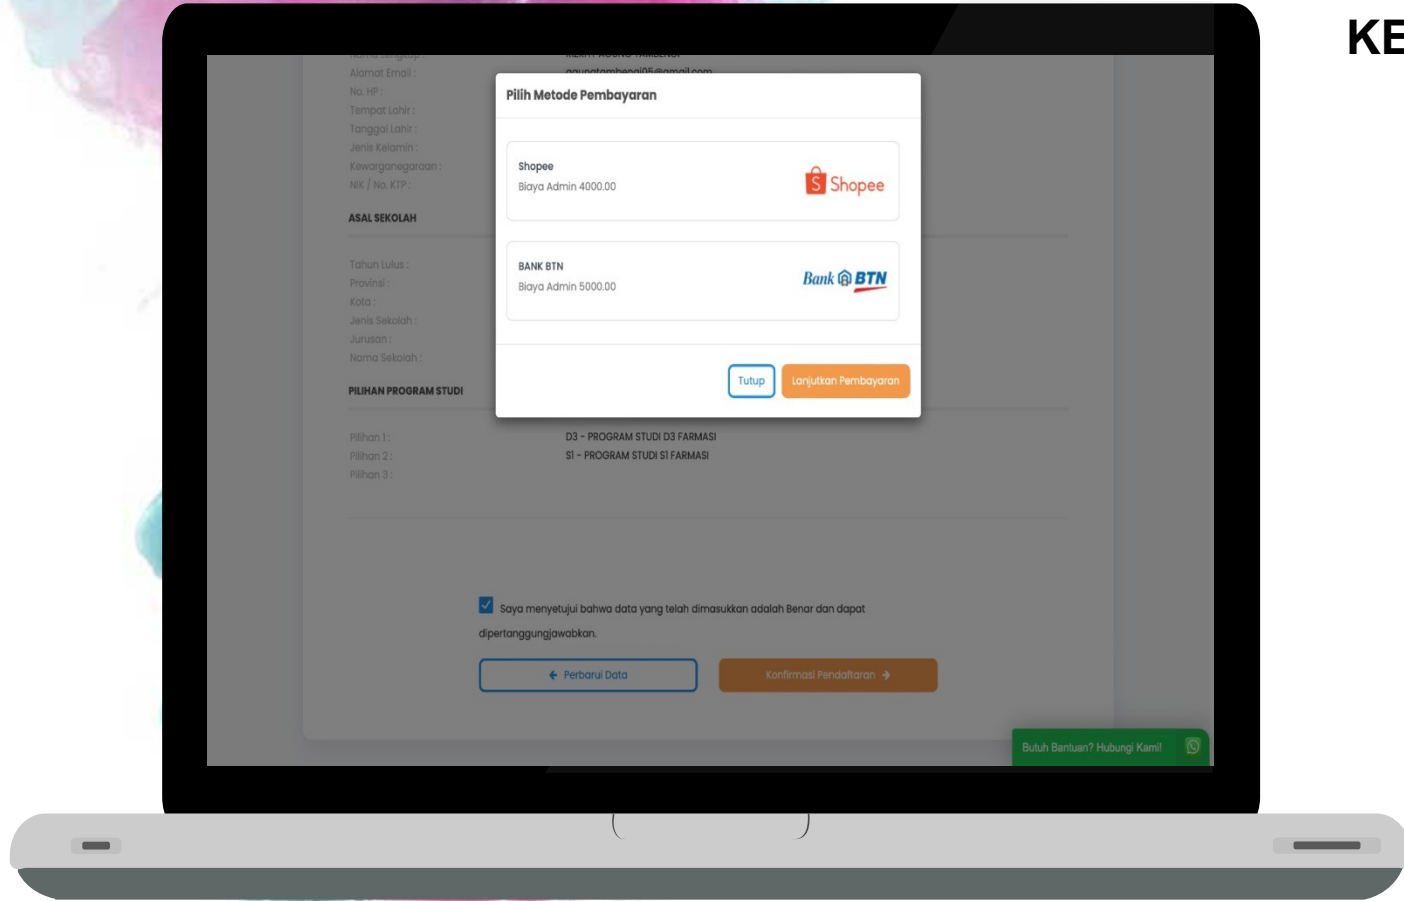 KE
Alamat Email :
No. HP :
Tempat Lahir :
Tanggal Lahir :
Jenis Kelamin :
Kewarganegaraan :
NIK / No. KTP :
ASAL SEKOLAH
Tahun Lulus :
Provinsi :
Kota :
Jenis Sekolah :
Jurusan :
Nama Sekolah :
PILIHAN PROGRAM STUDI
Pilihan 1 : D3 - PROGRAM STUDI D3 FARMASI
Pilihan 2 : S1 - PROGRAM STUDI S1 FARMASI
Pilihan 3 :
Pilih Metode Pembayaran
Shopee
Biaya Admin 4000.00
S Shopee
BANK BTN
Biaya Admin 5000.00
Bank BTN
Tutup Lanjutkan Pembayaran
Saya menyetujui bahwa data yang telah dimasukkan adalah Benar dan dapat
dipertanggungjawabkan.
Perbarui Data Konfirmasi Pendaftaran
Butuh Bantuan? Hubungi Kami!